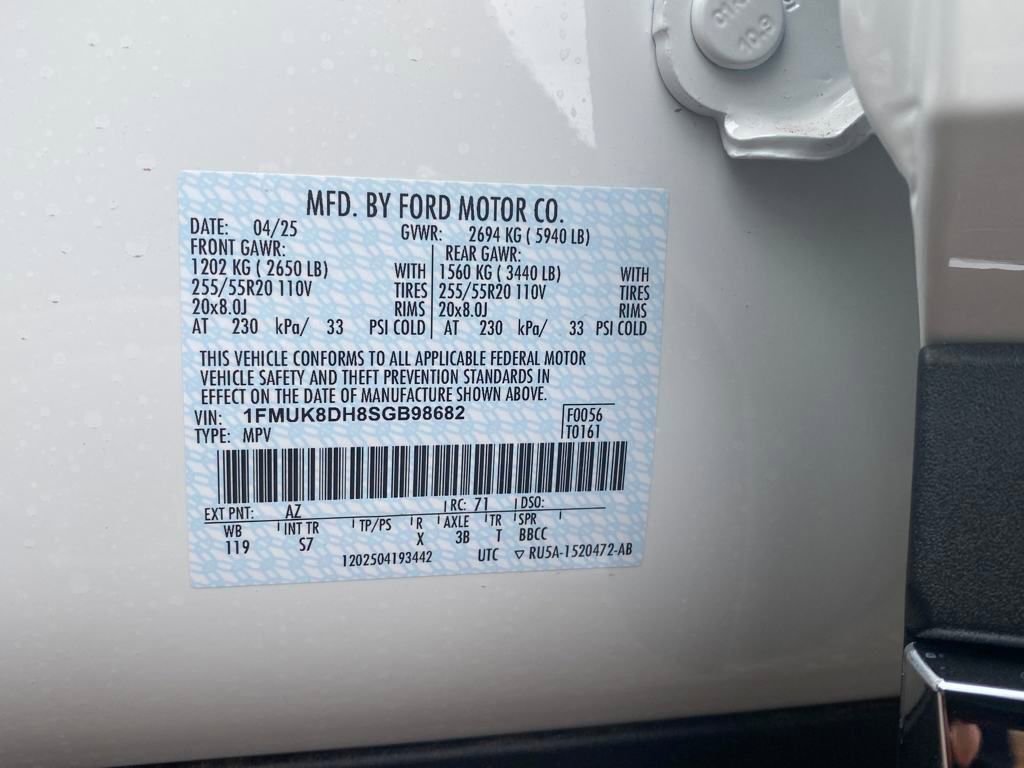 MFD. BY FORD MOTOR CO.
DATE: 04/25 GVWR: 2694 KG ( 5940 LB)
FRONT GAWR: REAR GAWR:
1202 KG ( 2650 LB) WITH 1560 KG ( 3440 LB) WITH
255/55R20 110V TIRES 255/55R20 110V TIRES
20x8.0J RIMS 20x8.0J RIMS
AT 230 kPa/ 33 PSI COLD AT 230 kPa/ 33 PSI COLD
THIS VEHICLE CONFORMS TO ALL APPLICABLE FEDERAL MOTOR
VEHICLE SAFETY AND THEFT PREVENTION STANDARDS IN
EFFECT ON THE DATE OF MANUFACTURE SHOWN ABOVE.
VIN: 1FMUK8DH8SGB98682 F0056
TYPE: MPV T0161
EXT PNT: AZ RC: 71 DSO:
WB INT TR TP/PS R AXLE TR SPR
119 S7 X 3B T BBCC
1202504193442 UTC ▽ RU5A-1520472-AB
10.9